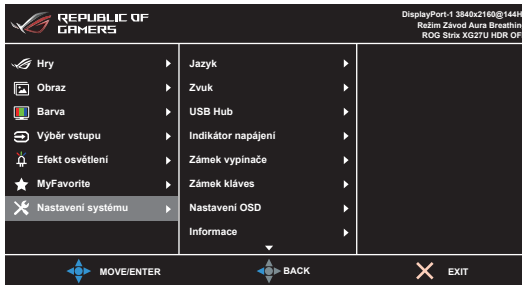 REPUBLIC OF
GAMERS
DisplayPort-1 3840x2160@144H
Režim Závod Aura Breathin
ROG Strix XG27U HDR OF
Hry
Obraz
Barva
Výběr vstupu
Efekt osvětlení
MyFavorite
Nastavení systému
Jazyk
Zvuk
USB Hub
Indikátor napájení
Zámek vypínače
Zámek kláves
Nastavení OSD
Informace
MOVE/ENTER
BACK
EXIT